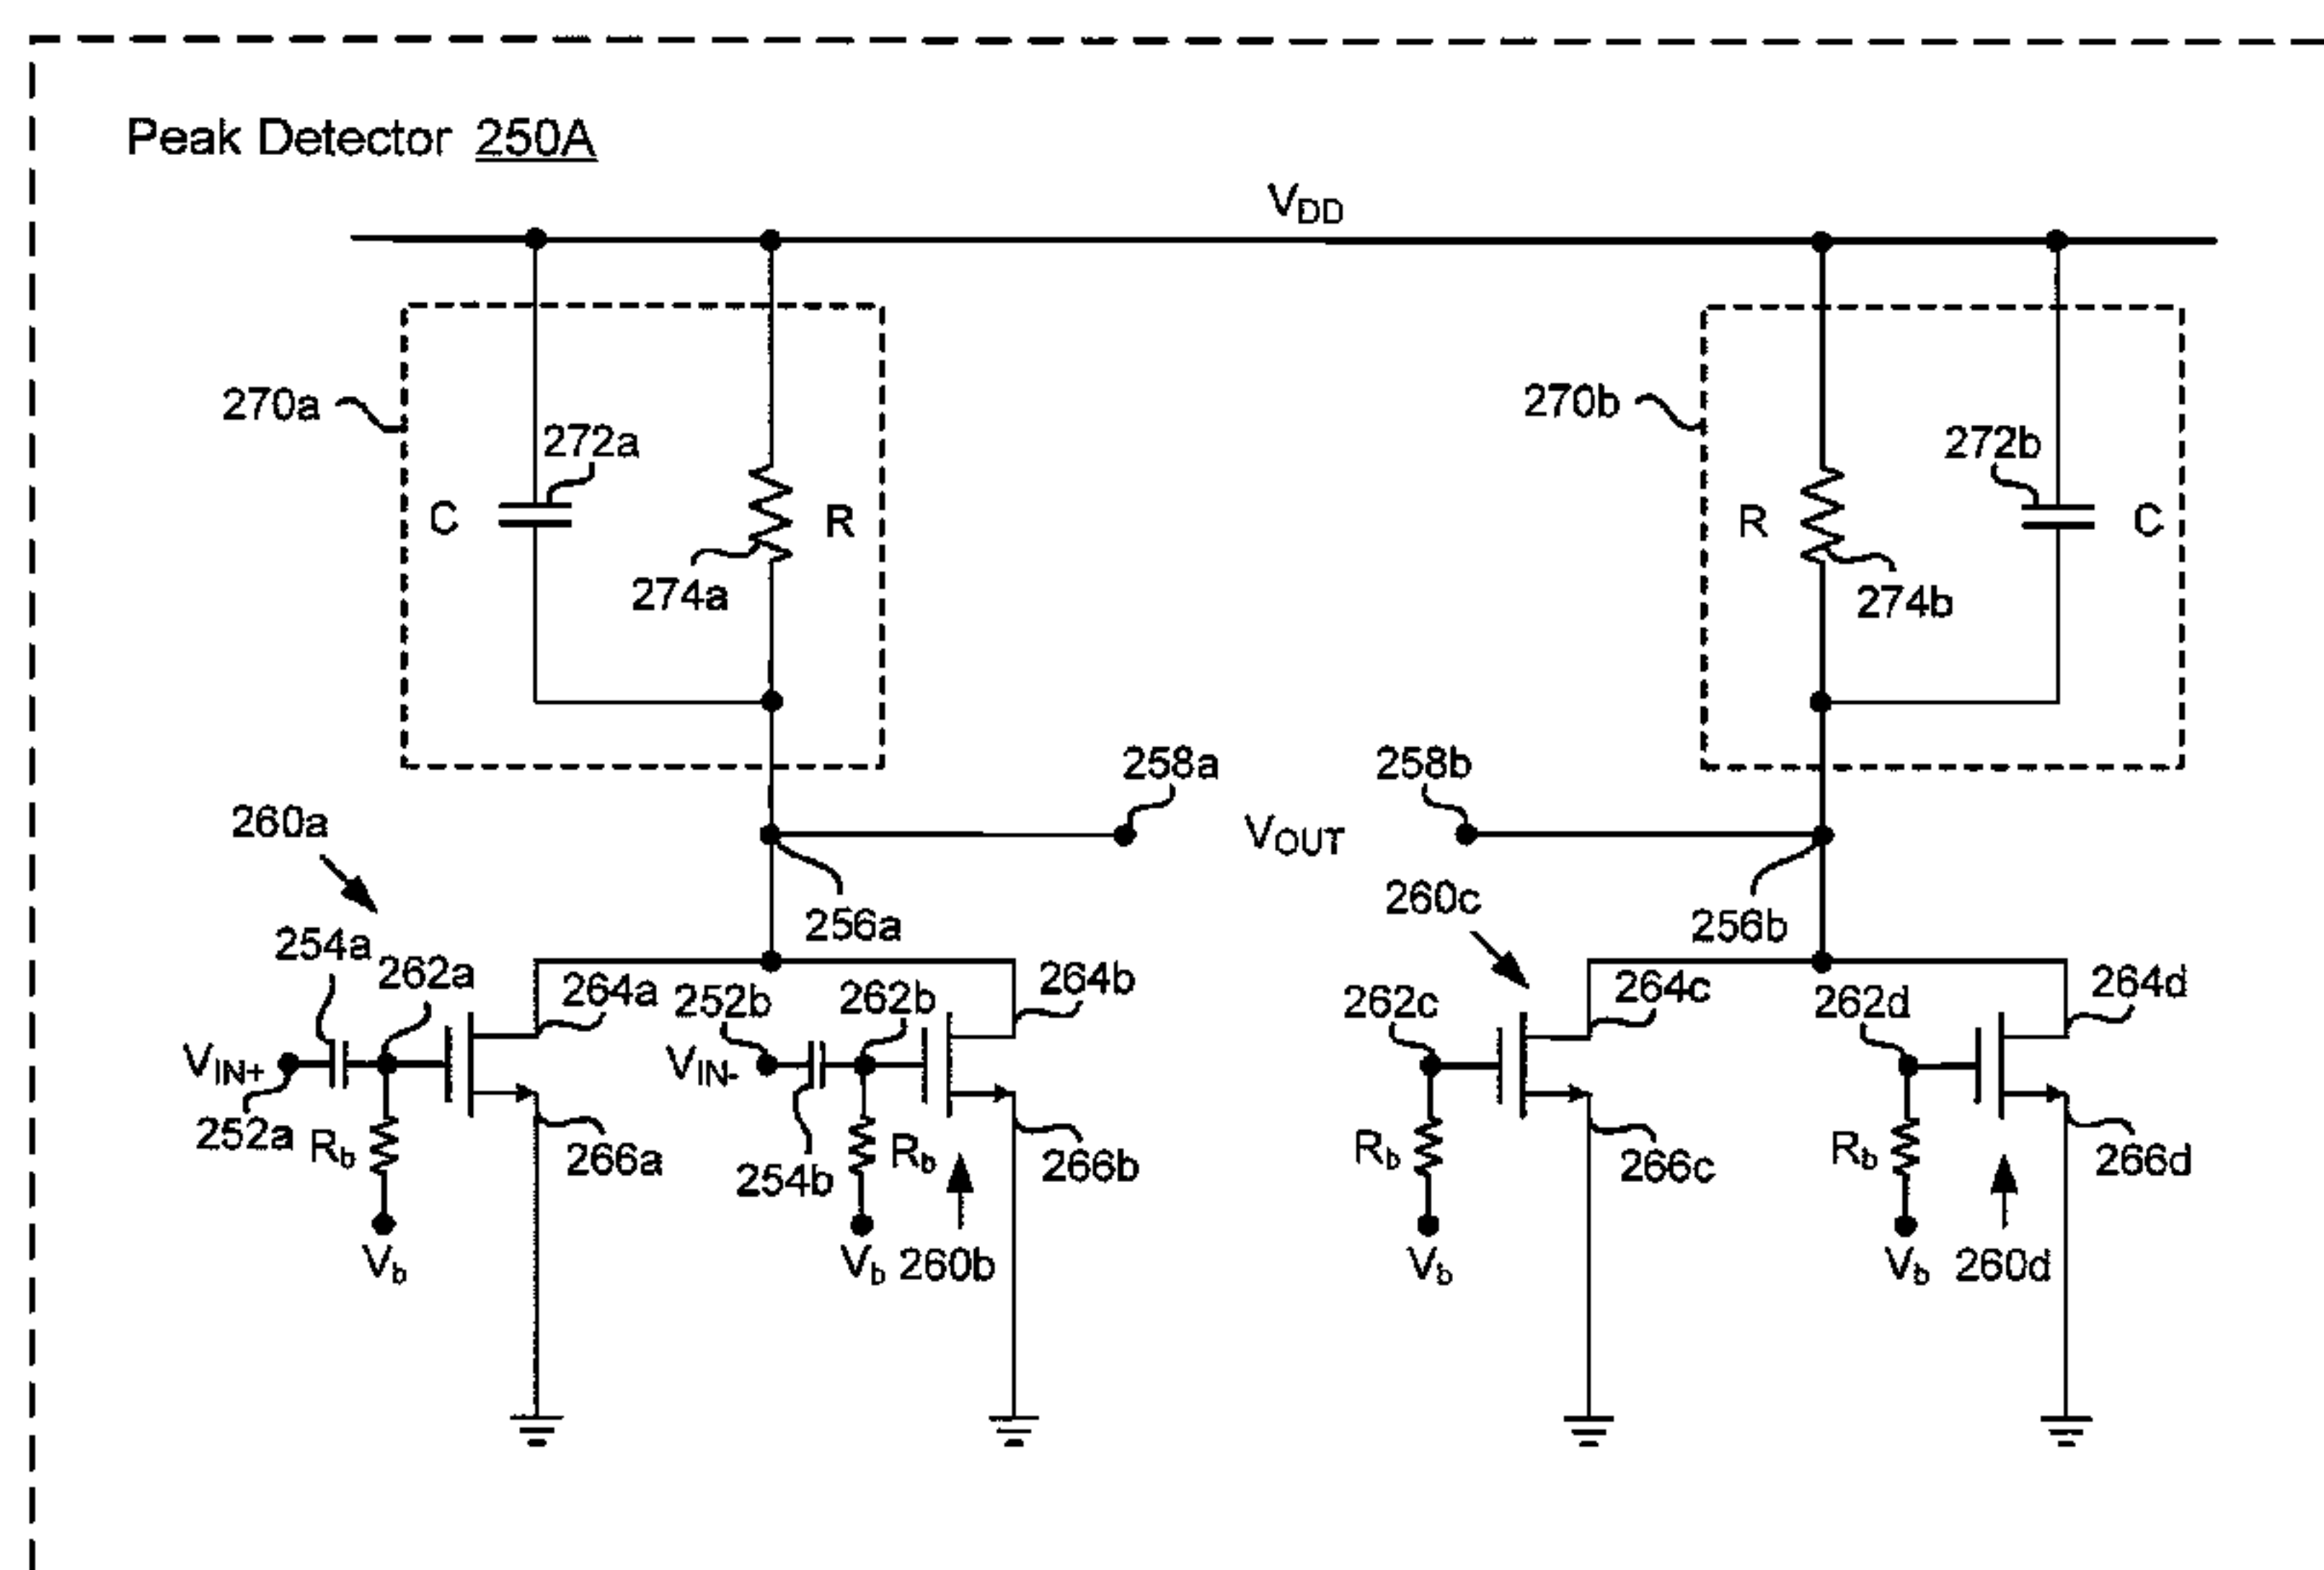 Peak Detector 250A
VDD
270a
270b
272a
272b
C
R
R
C
274a
274b
258a
258b
260a
VOUT
260c
256a
256b
254a
262a
264a
252b
262b
264b
262c
264c
262d
264d
VIN+
VIN-
252a
Rb
266a
254b
Rb
266b
Rb
266c
Rb
266d
Vb
Vb
260b
Vb
Vb
260d